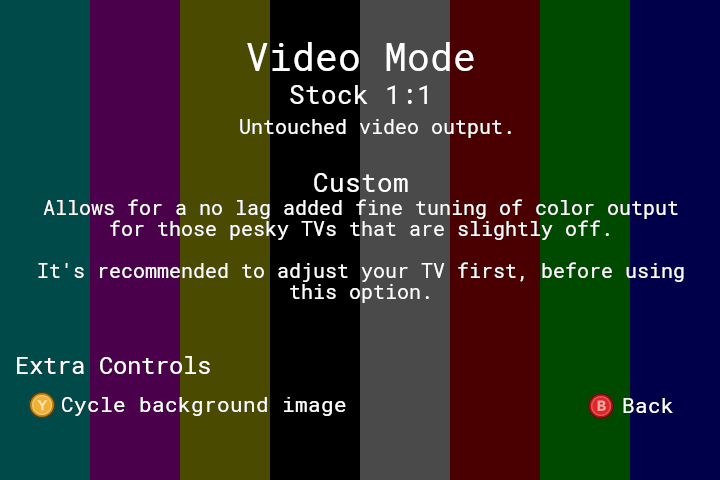 Video Mode
Stock 1:1
Untouched video output.
Custom
Allows for a no lag added fine tuning of color output
for those pesky TVs that are slightly off.
It's recommended to adjust your TV first, before using
this option.
Extra Controls
Y Cycle background image
B Back